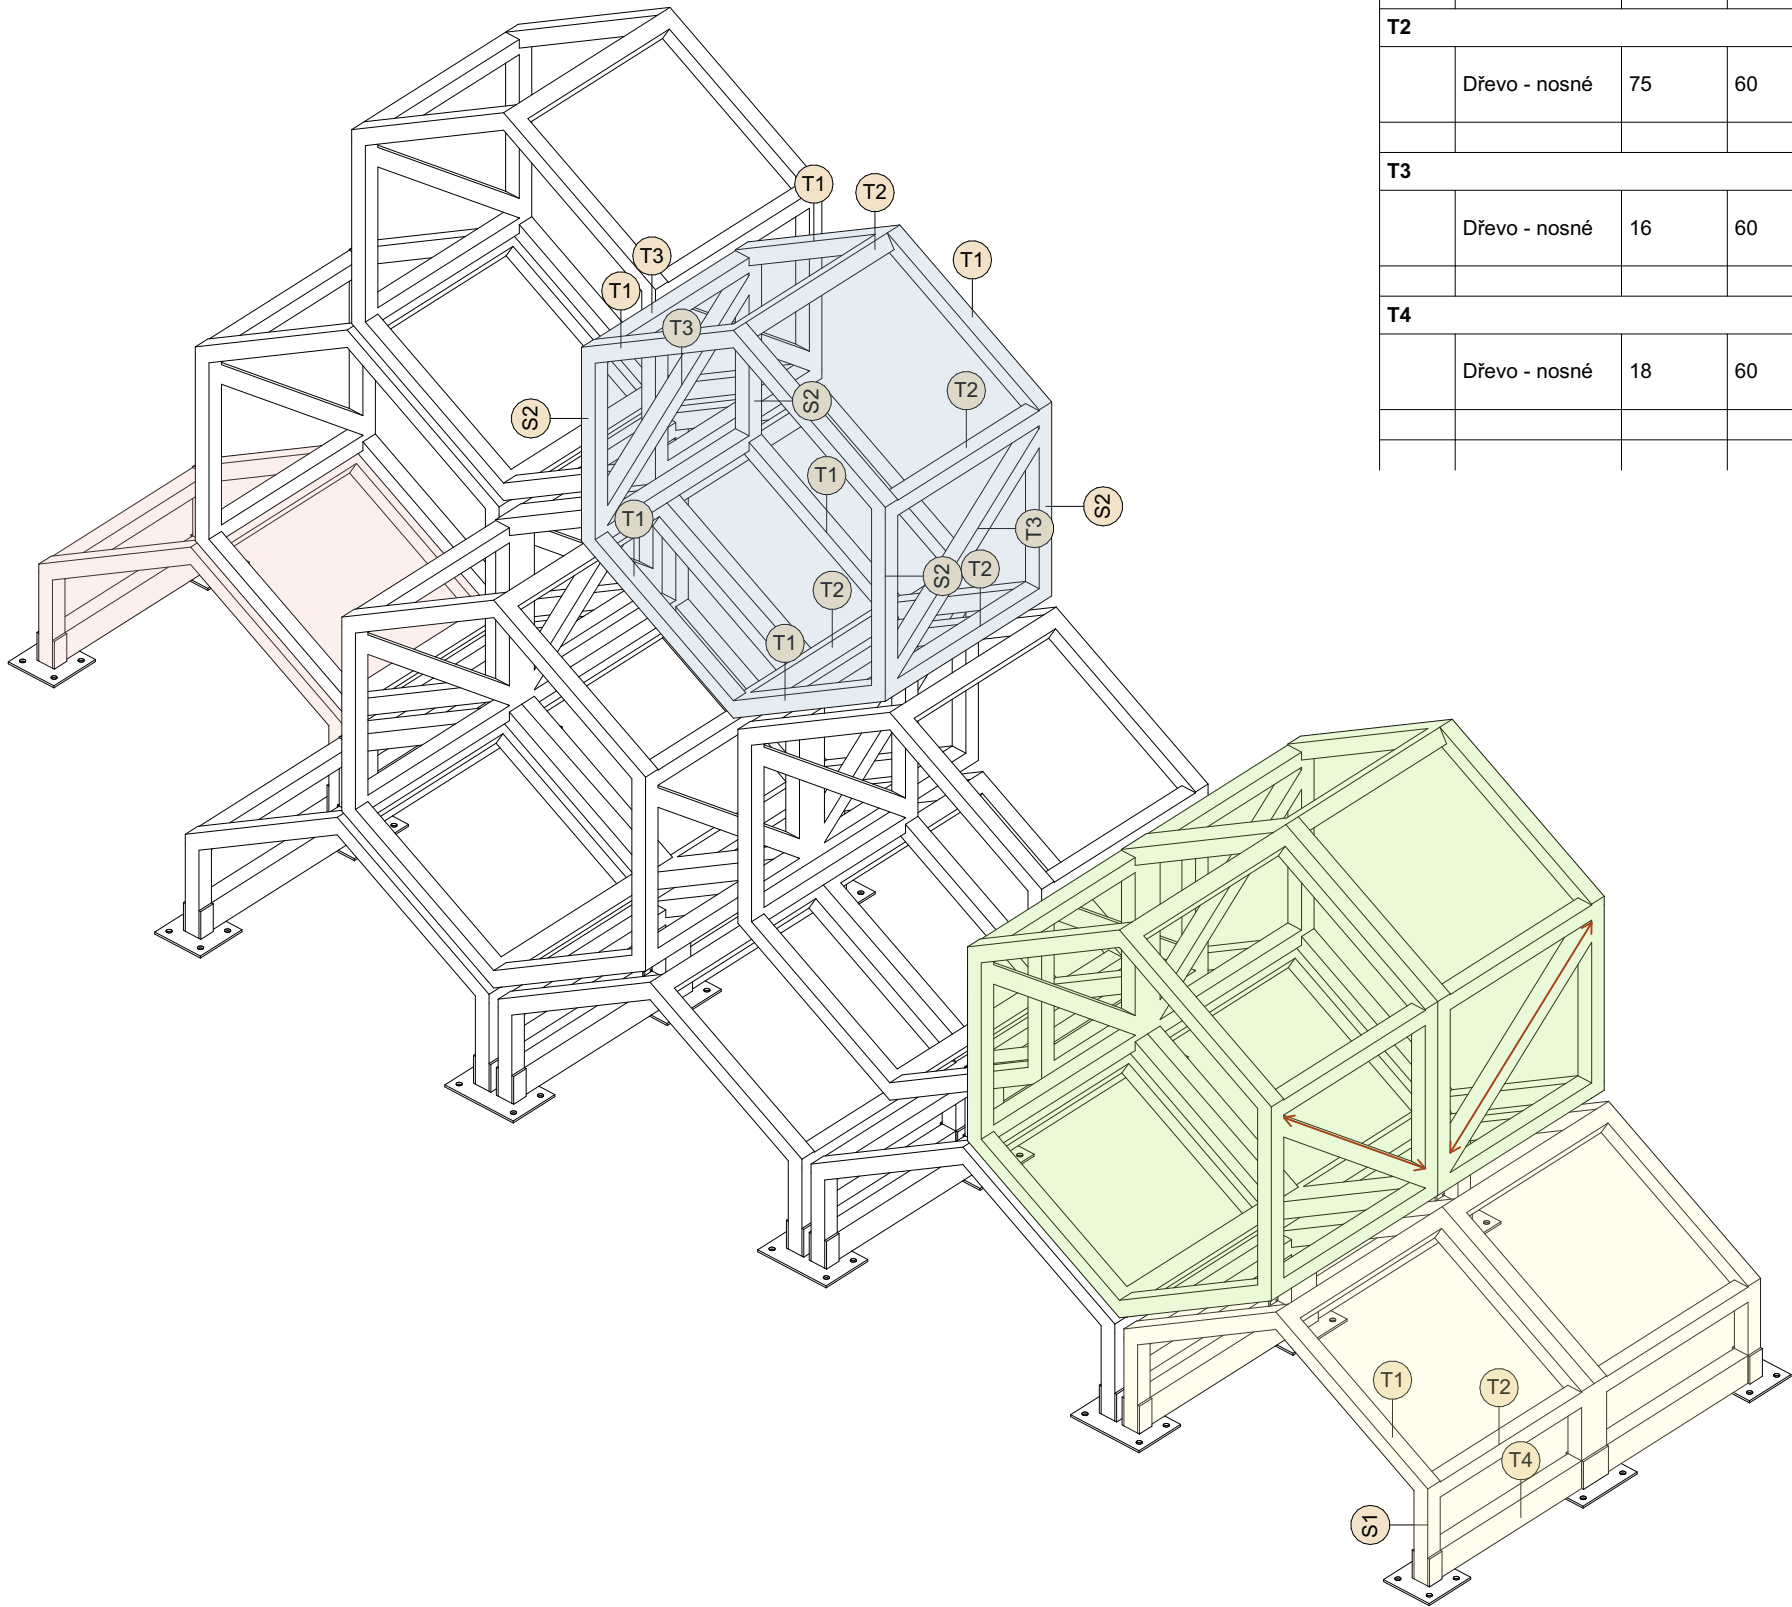 T2
Dřevo - nosné 75 60
T3
Dřevo - nosné 16 60
T4
Dřevo - nosné 18 60
T1
T2
T3
T1
T1
T3
T2
S2
S2
T1
S2
T1
T3
S2
T2
T2
T1
T1
T2
T4
S1